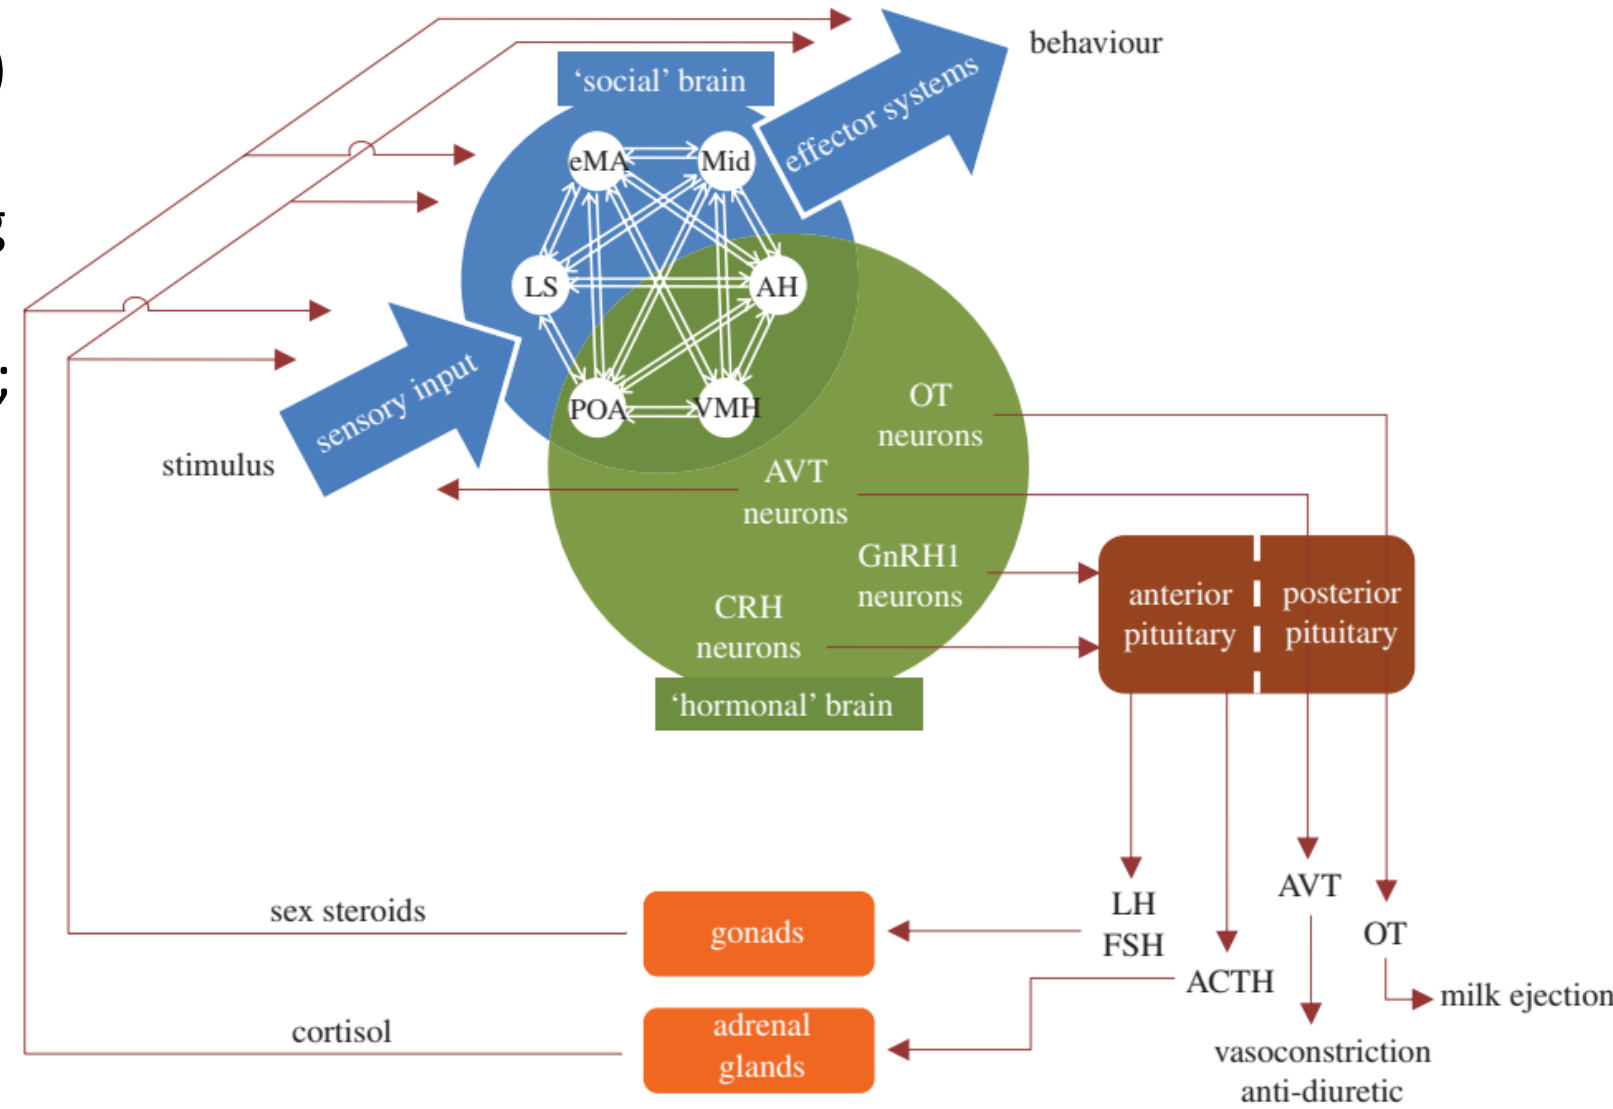 )
behaviour
‘social’ brain
effector systems
eMA
Mid
g
LS
AH
;
sensory input
POA
VMH
OT
neurons
stimulus
AVT
neurons
GnRH1
neurons
CRH
neurons
anterior
pituitary
posterior
pituitary
‘hormonal’ brain
LH
FSH
AVT
OT
sex steroids
gonads
ACTH
milk ejection
cortisol
adrenal
glands
vasoconstriction
anti-diuretic